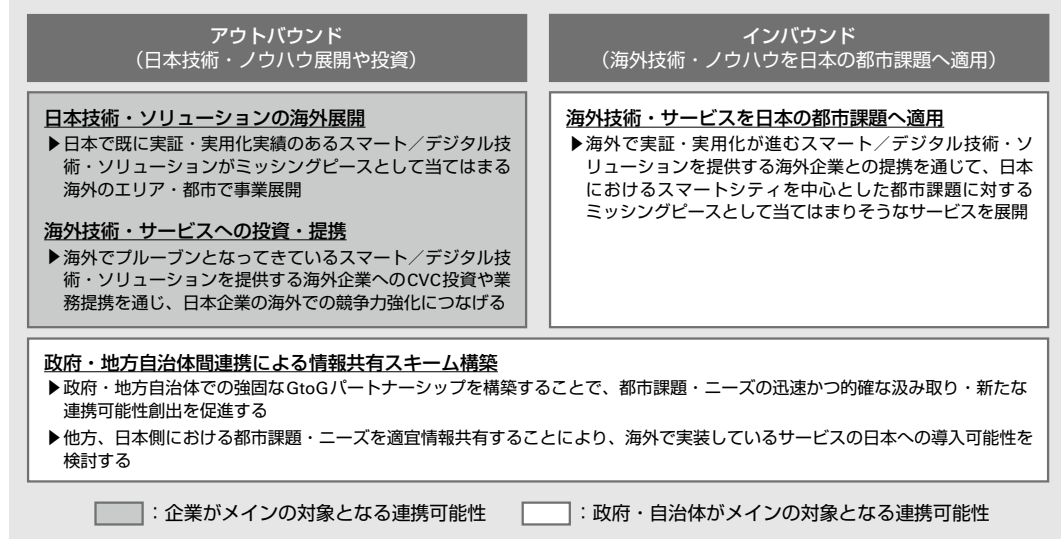 アウトバウンド
（日本技術・ノウハウ展開や投資）
日本技術・ソリューションの海外展開
▶日本で既に実証・実用化実績のあるスマート／デジタル技
術・ソリューションがミッシングピースとして当てはまる
海外のエリア・都市で事業展開
海外技術・サービスへの投資・提携
▶海外でプルーブンとなってきているスマート／デジタル技
術・ソリューションを提供する海外企業へのCVC投資や業
務提携を通じ、日本企業の海外での競争力強化につなげる
インバウンド
（海外技術・ノウハウを日本の都市課題へ適用）
海外技術・サービスを日本の都市課題へ適用
▶海外で実証・実用化が進むスマート／デジタル技術・ソ
リューションを提供する海外企業との提携を通じて、日本
におけるスマートシティを中心とした都市課題に対する
ミッシングピースとして当てはまりそうなサービスを展開
政府・地方自治体間連携による情報共有スキーム構築
▶政府・地方自治体での強固なGtoGパートナーシップを構築することで、都市課題・ニーズの迅速かつ的確な汲み取り・新たな
連携可能性創出を促進する
▶他方、日本側における都市課題・ニーズを適宜情報共有することにより、海外で実装しているサービスの日本への導入可能性を
検討する
：企業がメインの対象となる連携可能性
：政府・自治体がメインの対象となる連携可能性